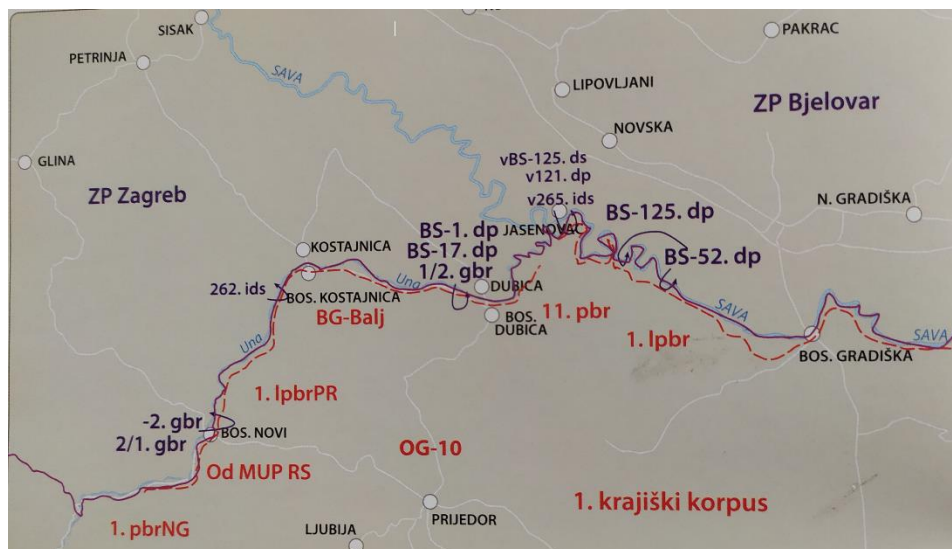 SISAK
PETRINJA
SAVA
PAKRAC
LIPOVLJANI
ZP Bjelovar
NOVSKA
GLINA
ZP Zagreb
vBS-125. ds
v121. dp
v265. ids
N. GRADIŠKA
BS-1. dp
JASENOVAC
BS-125. dp
BS-17. dp
BS-52. dp
1/2. gbr
KOSTAJNICA
Una
DUBICA
262. ids
BOS. KOSTAJNICA
BG-Balj
BOS.
DUBICA
11. pbr
SAVA
SAVA
1. lpbr
BOS. GRADIŠKA
Una
1. lpbrPR
-2. gbr
2/1. gbr
BOS. NOVI
OG-10
Od MUP RS
1. krajiški korpus
PRIJEDOR
1. pbrNG
LJUBIJA